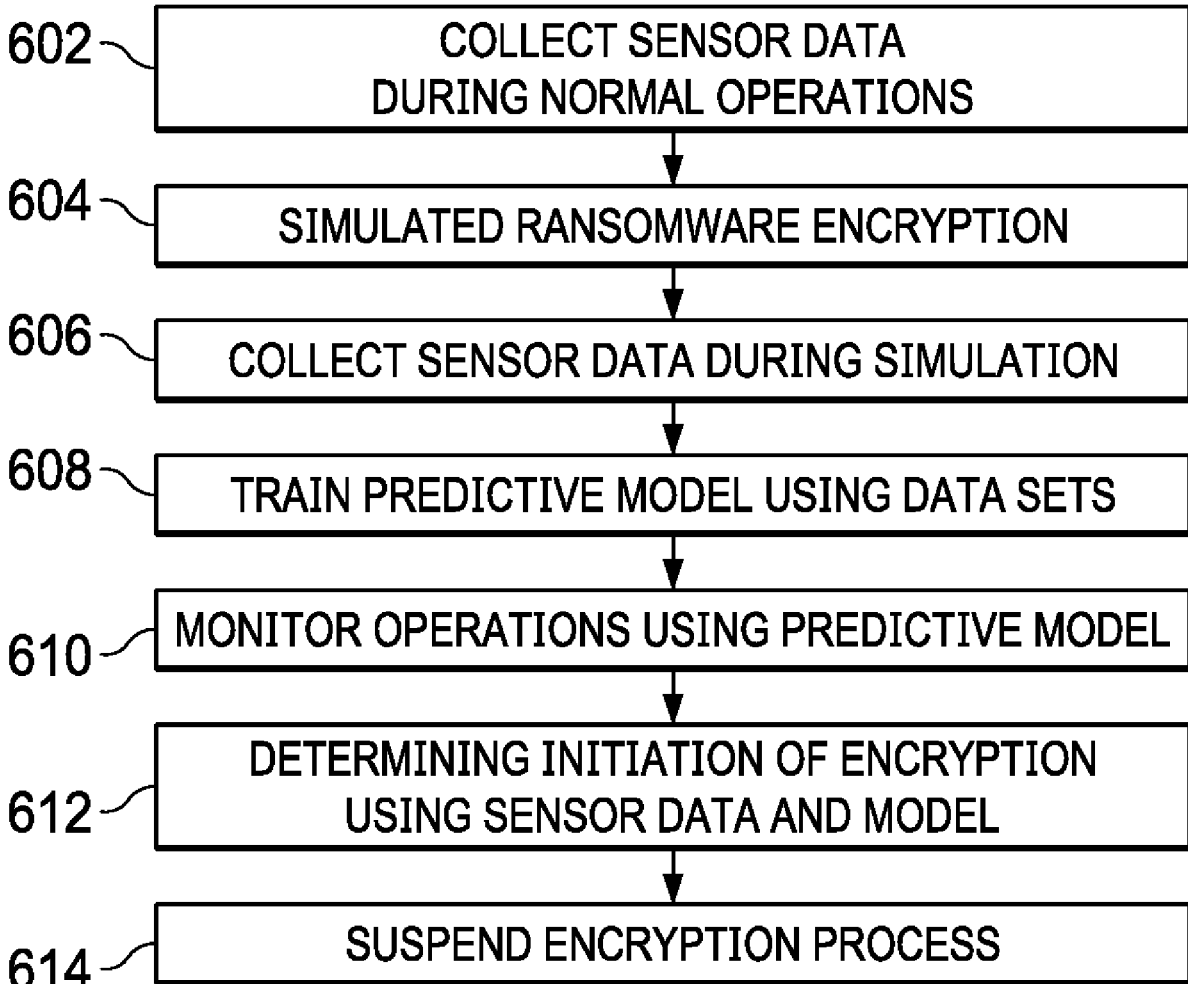 602
COLLECT SENSOR DATA
DURING NORMAL OPERATIONS
604
SIMULATED RANSOMWARE ENCRYPTION
606
COLLECT SENSOR DATA DURING SIMULATION
608
TRAIN PREDICTIVE MODEL USING DATA SETS
610
MONITOR OPERATIONS USING PREDICTIVE MODEL
612
DETERMINING INITIATION OF ENCRYPTION
USING SENSOR DATA AND MODEL
614
SUSPEND ENCRYPTION PROCESS